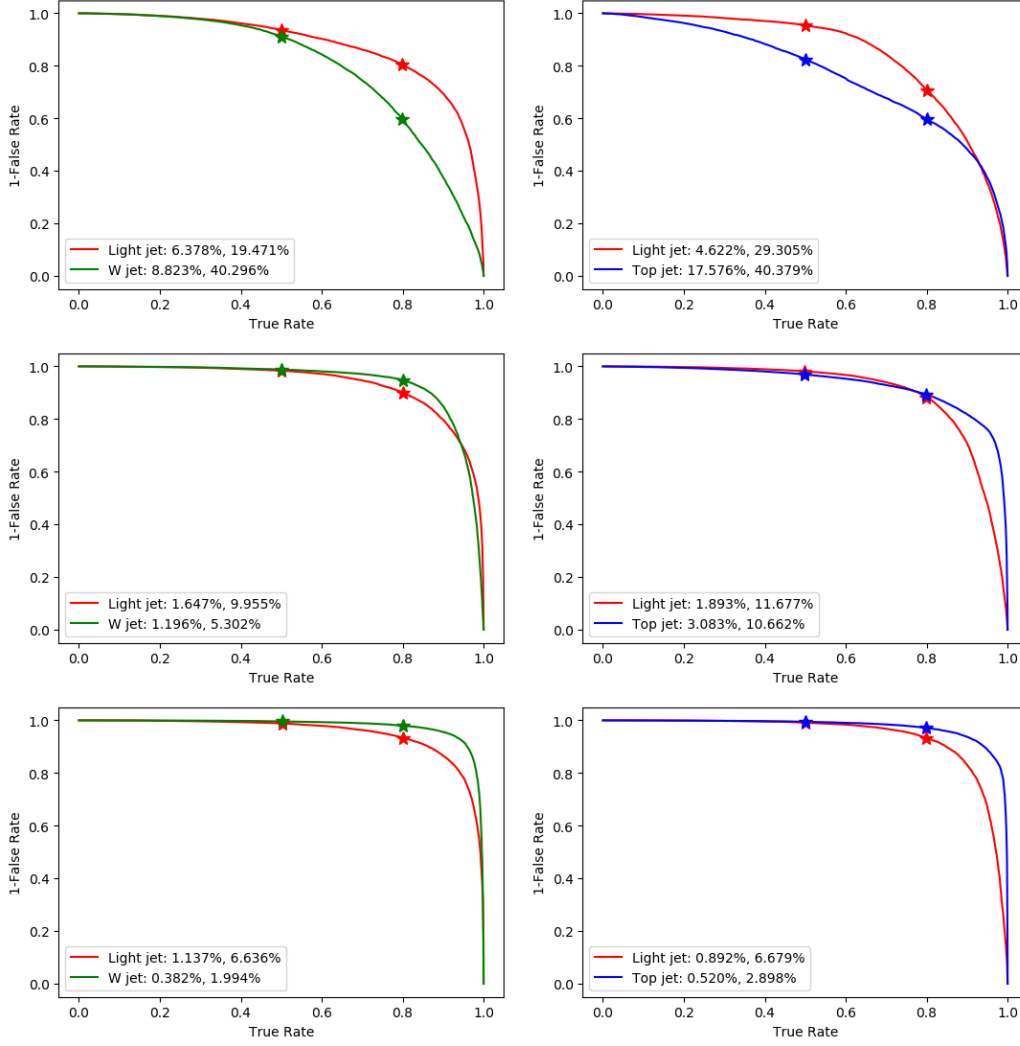 1.0
0.8
0.6
0.4
0.2
0.0
1-False Rate
Light jet: 6.378%, 19.471%
W jet: 8.823%, 40.296%
0.0 0.2 0.4 0.6 0.8 1.0
True Rate
1.0
0.8
0.6
0.4
0.2
0.0
1-False Rate
Light jet: 4.622%, 29.305%
Top jet: 17.576%, 40.379%
0.0 0.2 0.4 0.6 0.8 1.0
True Rate
1.0
0.8
0.6
0.4
0.2
0.0
1-False Rate
Light jet: 1.647%, 9.955%
W jet: 1.196%, 5.302%
0.0 0.2 0.4 0.6 0.8 1.0
True Rate
1.0
0.8
0.6
0.4
0.2
0.0
1-False Rate
Light jet: 1.893%, 11.677%
Top jet: 3.083%, 10.662%
0.0 0.2 0.4 0.6 0.8 1.0
True Rate
1.0
0.8
0.6
0.4
0.2
0.0
1-False Rate
Light jet: 1.137%, 6.636%
W jet: 0.382%, 1.994%
0.0 0.2 0.4 0.6 0.8 1.0
True Rate
1.0
0.8
0.6
0.4
0.2
0.0
1-False Rate
Light jet: 0.892%, 6.679%
Top jet: 0.520%, 2.898%
0.0 0.2 0.4 0.6 0.8 1.0
True Rate